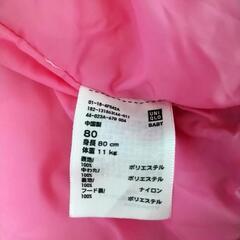 UNI
QLO
BABY
中国製
80
身長 80 cm
体重 11 kg
表地/
100% ポリエステル
中わた/
100% ポリエステル
裏地/
100% ナイロン
フード裏/
100% ポリエステル